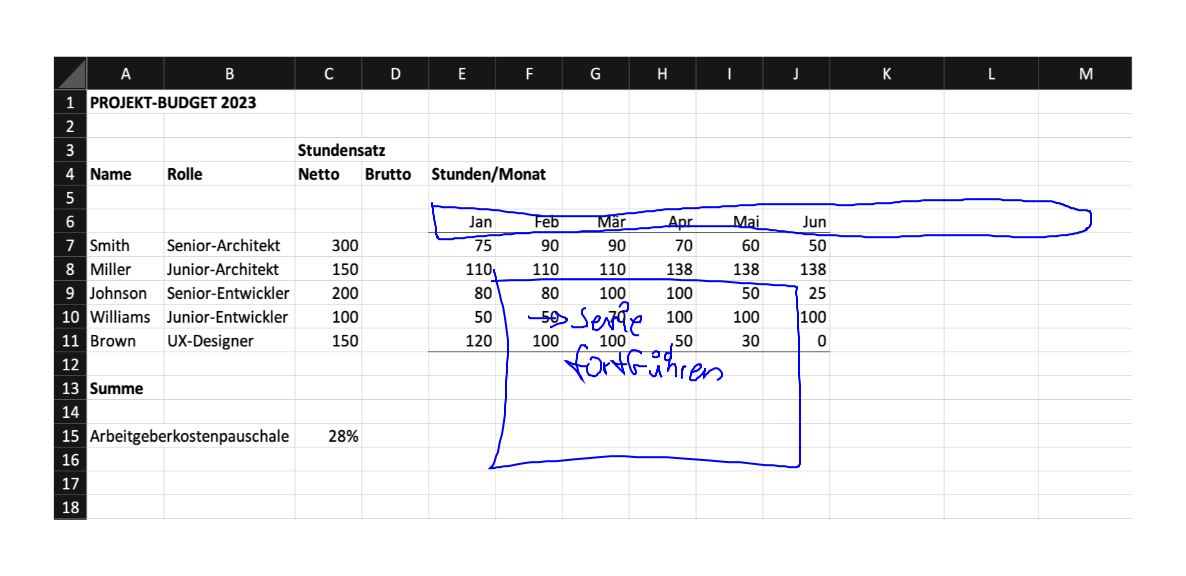 A B C D E F G H I J K L M
1 PROJEKT-BUDGET 2023
2
3 Stundensatz
4 Name Rolle Netto Brutto Stunden/Monat
5
6 Jan Feb Mär Apr Mai Jun
7 Smith Senior-Architekt 300 75 90 90 70 60 50
8 Miller Junior-Architekt 150 110 110 110 138 138 138
9 Johnson Senior-Entwickler 200 80 80 100 100 50 25
10 Williams Junior-Entwickler 100 50 50 70 100 100 100
→ Serie
11 Brown UX-Designer 150 120 100 100 50 30 0
fortführen
12
13 Summe
14
15 Arbeitgeberkostenpauschale 28%
16
17
18